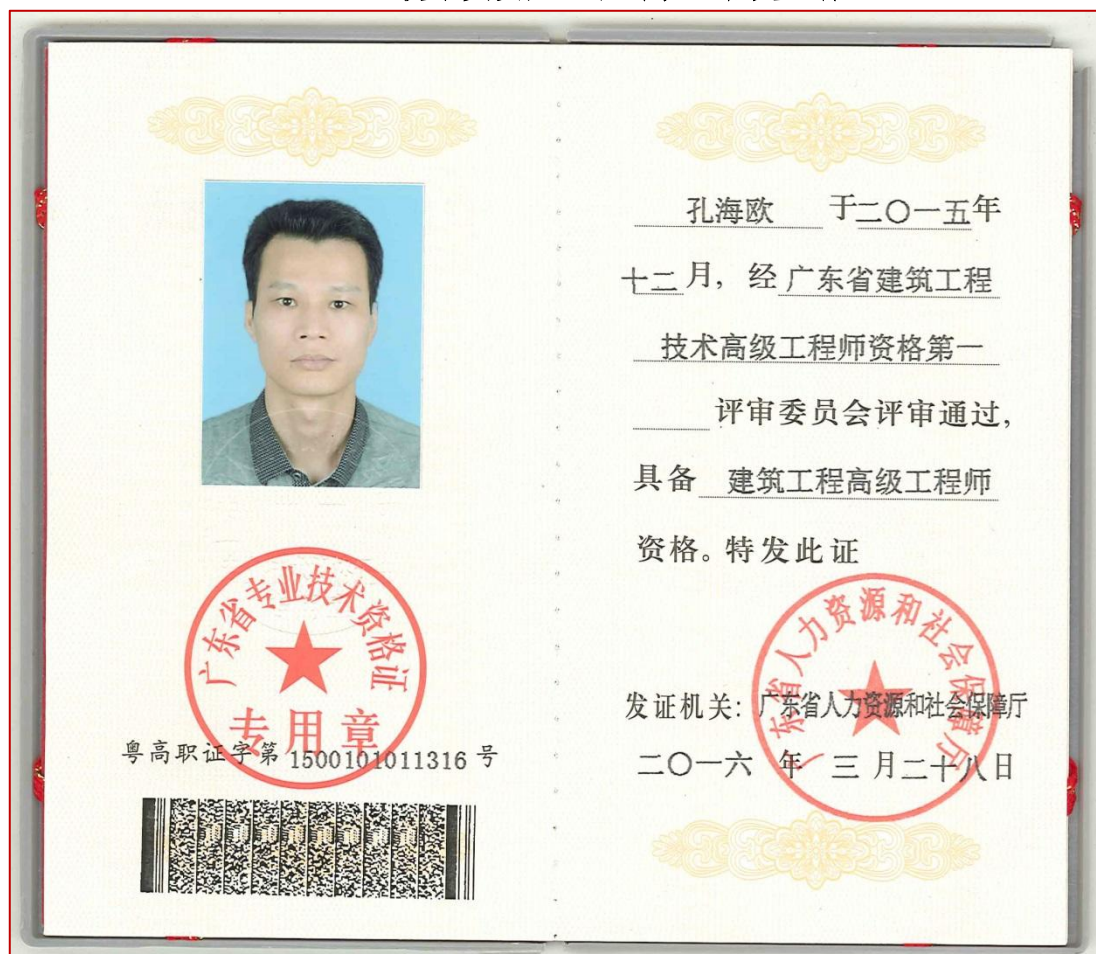 广东省专业技术资格证
专用章
粤高职证字第 1500101011316 号
孔海欧 于二〇一五年
十二月，经广东省建筑工程
技术高级工程师资格第一
评审委员会评审通过，
具备 建筑工程高级工程师
资格。特发此证
广东省人力资源和社会保障厅
发证机关：广东省人力资源和社会保障厅
二〇一六 年 三 月二十八日